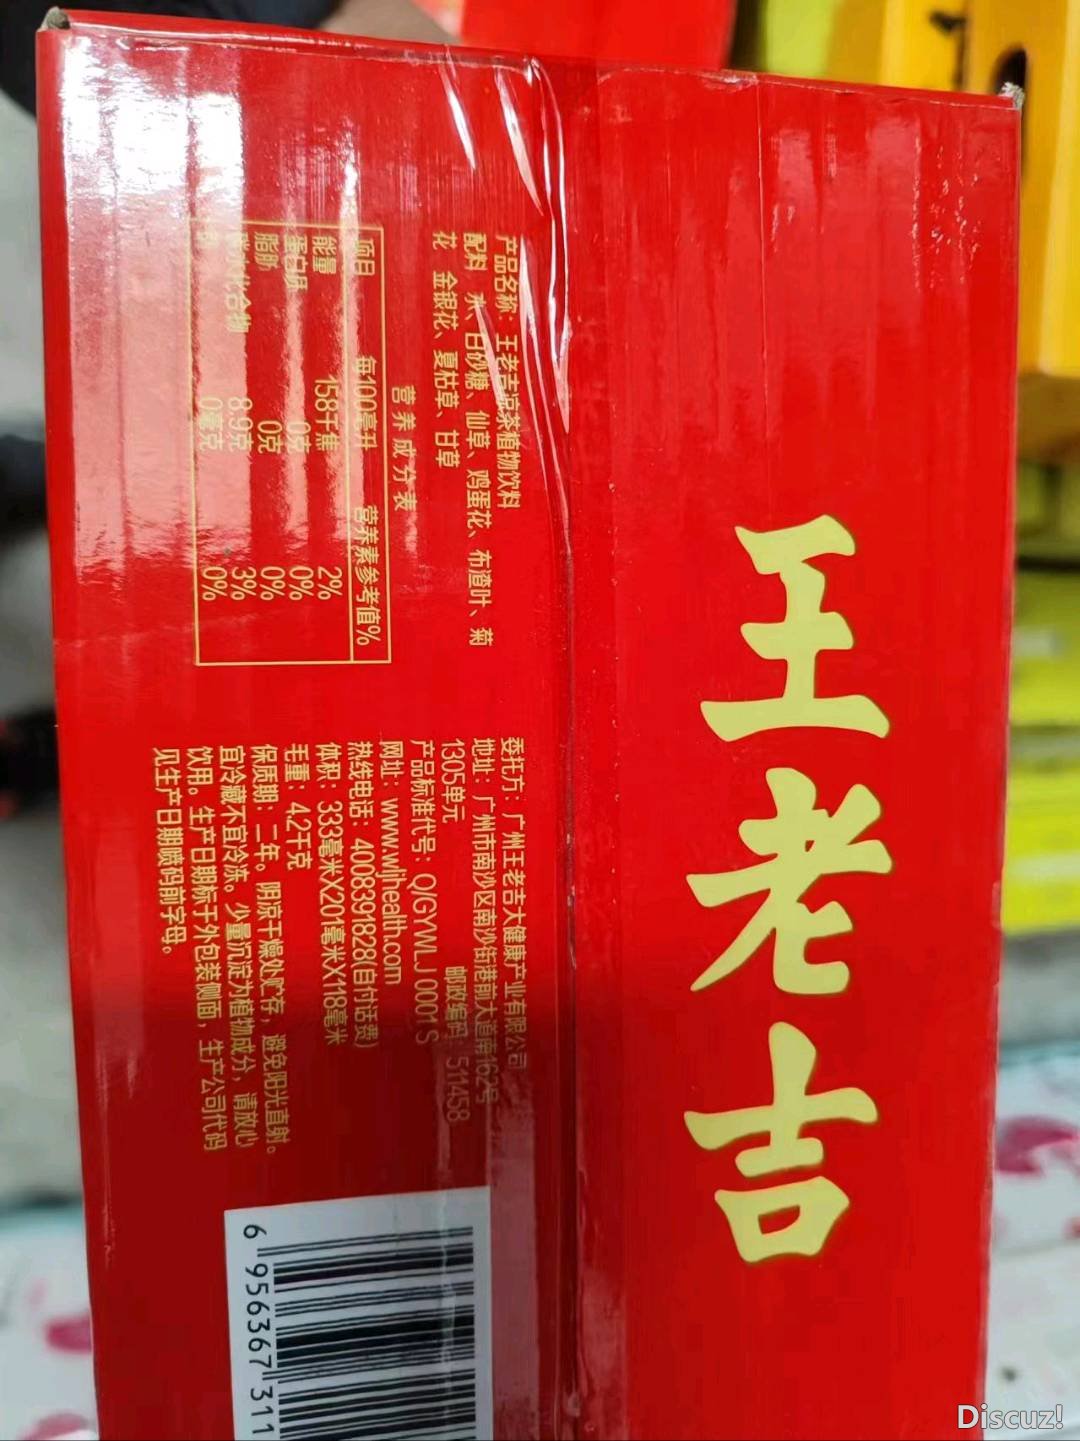 王老吉
产品名称：王老吉凉茶植物饮料
配料 水、白砂糖、仙草、鸡蛋花、布渣叶、菊
花、金银花、夏枯草、甘草
营养成分表
项目 每100毫升 营养素参考值%
能量 158千焦 2%
蛋白质 0克 0%
脂肪 0克 0%
碳水化合物 8.9克 3%
0毫克 0%
委托方：广州王老吉大健康产业有限公司
地址：广州市南沙区南沙街港前大道南162号
1305单元 邮政编码：511458
产品标准代号：Q/GYWLJ 0001 S
网址：www.wljhealth.com
热线电话：4008391828(自付话费)
体积：333毫米X201毫米X118毫米
毛重：4.2千克
保质期：二年。阴凉干燥处贮存，避免阳光直射。
宜冷藏不宜冷冻。少量沉淀为植物成分，请放心
饮用。生产日期标于外包装侧面，生产公司代码
见生产日期喷码前字母。
6 956367 311
Discuz!